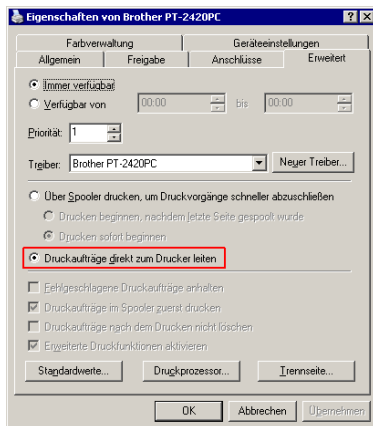 Eigenschaften von Brother PT-2420PC
Farbverwaltung Geräteeinstellungen
Allgemein Freigabe Anschlüsse Erweitert
Immer verfügbar
Verfügbar von 00:00 bis 00:00
Priorität: 1
Treiber: Brother PT-2420PC Neuer Treiber...
Über Spooler drucken, um Druckvorgänge schneller abzuschließen
Drucken beginnen, nachdem letzte Seite gespoolt wurde
Drucken sofort beginnen
Druckaufträge direkt zum Drucker leiten
Fehlgeschlagene Druckaufträge anhalten
Druckaufträge im Spooler zuerst drucken
Druckaufträge nach dem Drucken nicht löschen
Erweiterte Druckfunktionen aktivieren
Standardwerte... Druckprozessor... Trennseite...
OK Abbrechen Übernehmen